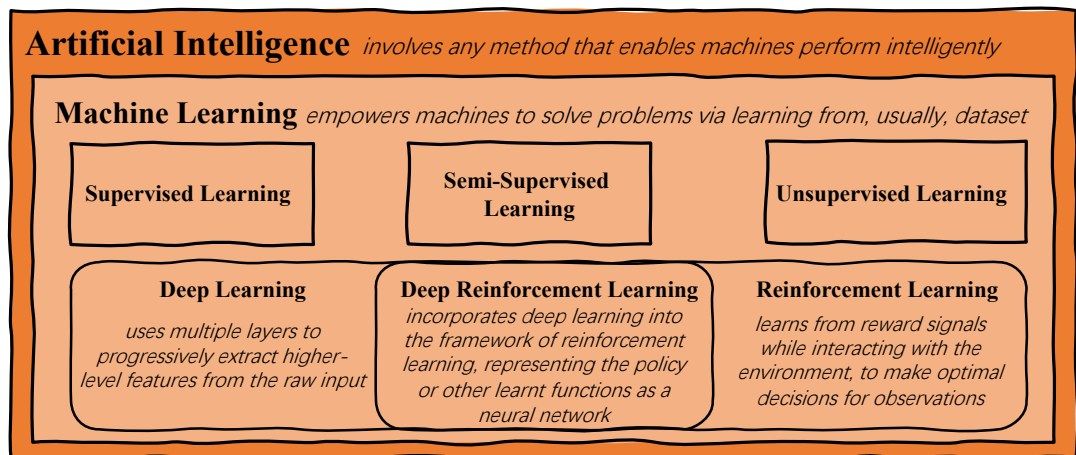 Artificial Intelligence involves any method that enables machines perform intelligently
Machine Learning empowers machines to solve problems via learning from, usually, dataset
Supervised Learning
Semi-Supervised
Learning
Unsupervised Learning
Deep Learning
uses multiple layers to
progressively extract higher-
level features from the raw input
Deep Reinforcement Learning
incorporates deep learning into
the framework of reinforcement
learning, representing the policy
or other learnt functions as a
neural network
Reinforcement Learning
learns from reward signals
while interacting with the
environment, to make optimal
decisions for observations